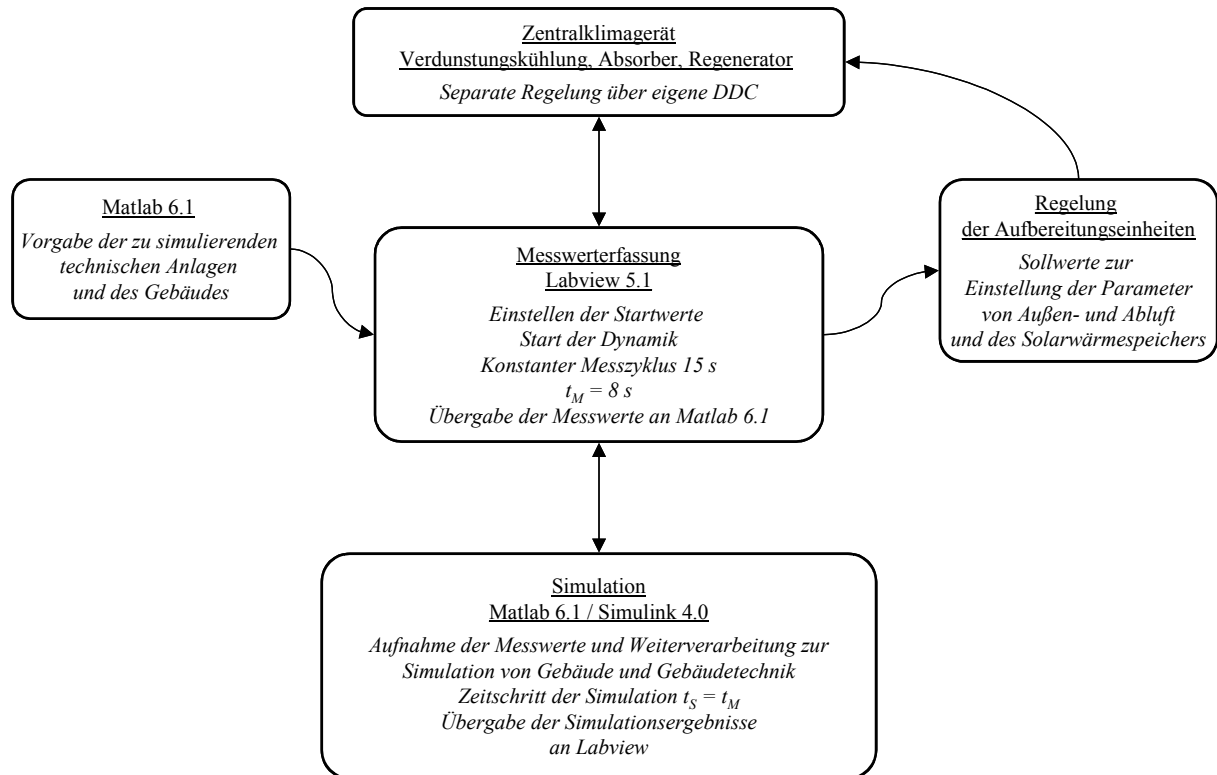 Zentralklimagerät
Verdunstungskühlung, Absorber, Regenerator
Separate Regelung über eigene DDC
Matlab 6.1
Vorgabe der zu simulierenden
technischen Anlagen
und des Gebäudes
Messwerterfassung
Labview 5.1
Einstellen der Startwerte
Start der Dynamik
Konstanter Messzyklus 15 s
t_M = 8 s
Übergabe der Messwerte an Matlab 6.1
Regelung
der Aufbereitungseinheiten
Sollwerte zur
Einstellung der Parameter
von Außen- und Abluft
und des Solarwärmespeichers
Simulation
Matlab 6.1 / Simulink 4.0
Aufnahme der Messwerte und Weiterverarbeitung zur
Simulation von Gebäude und Gebäudetechnik
Zeitschritt der Simulation t_S = t_M
Übergabe der Simulationsergebnisse
an Labview